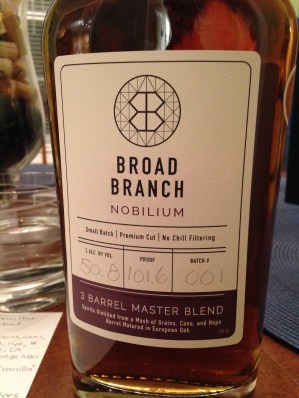 BROAD
BRANCH
NOBILIUM
Small Batch | Premium Cut | No Chill Filtering
% ALC. BY VOL. PROOF BATCH #
50.8 101.6 001
3 BARREL MASTER BLEND
Spirits Distilled from a Mash of Grains, Cane, and Hops
Barrel Matured in European Oak
rye,
vanilla